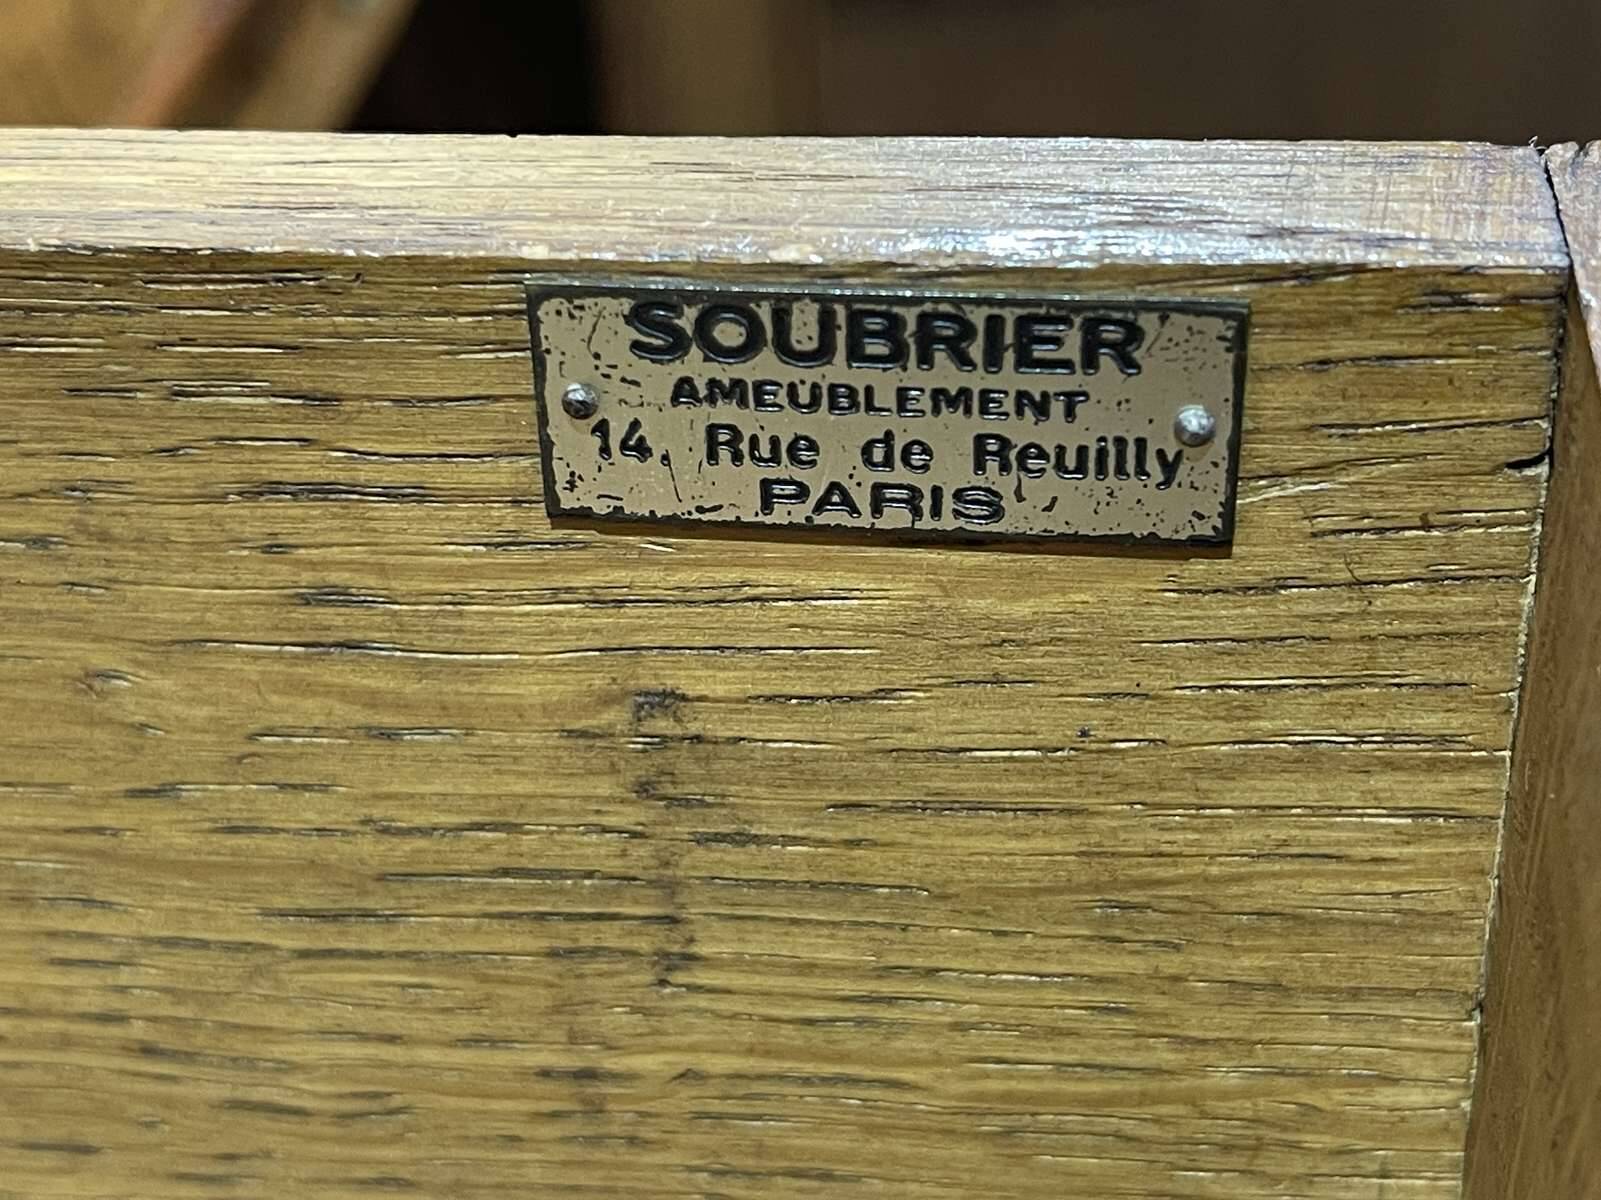 SOUBRIER
AMEUBLEMENT
14. Rue de Reuilly
PARIS